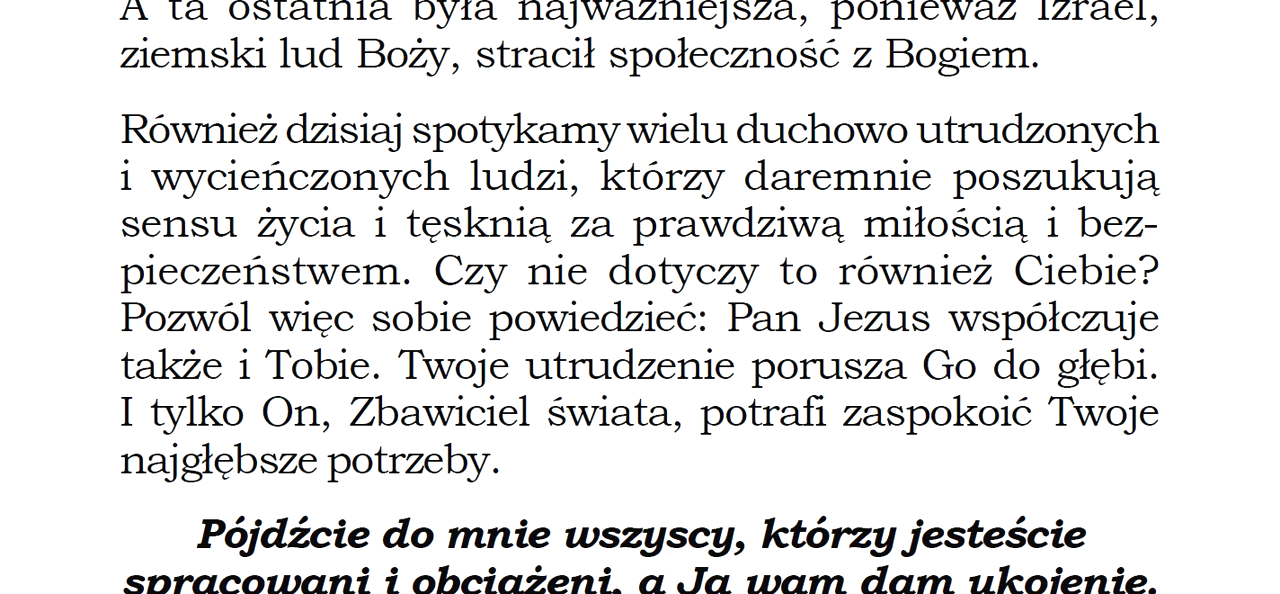 A ta ostatnia była najważniejsza, ponieważ Izrael,
ziemski lud Boży, stracił społeczność z Bogiem.
Również dzisiaj spotykamy wielu duchowo utrudzonych
i wycieńczonych ludzi, którzy daremnie poszukują
sensu życia i tęsknią za prawdziwą miłością i bez-
pieczeństwem. Czy nie dotyczy to również Ciebie?
Pozwól więc sobie powiedzieć: Pan Jezus współczuje
także i Tobie. Twoje utrudzenie porusza Go do głębi.
I tylko On, Zbawiciel świata, potrafi zaspokoić Twoje
najgłębsze potrzeby.
Pójdźcie do mnie wszyscy, którzy jesteście
spracowani i obciążeni, a Ja wam dam ukojenie.